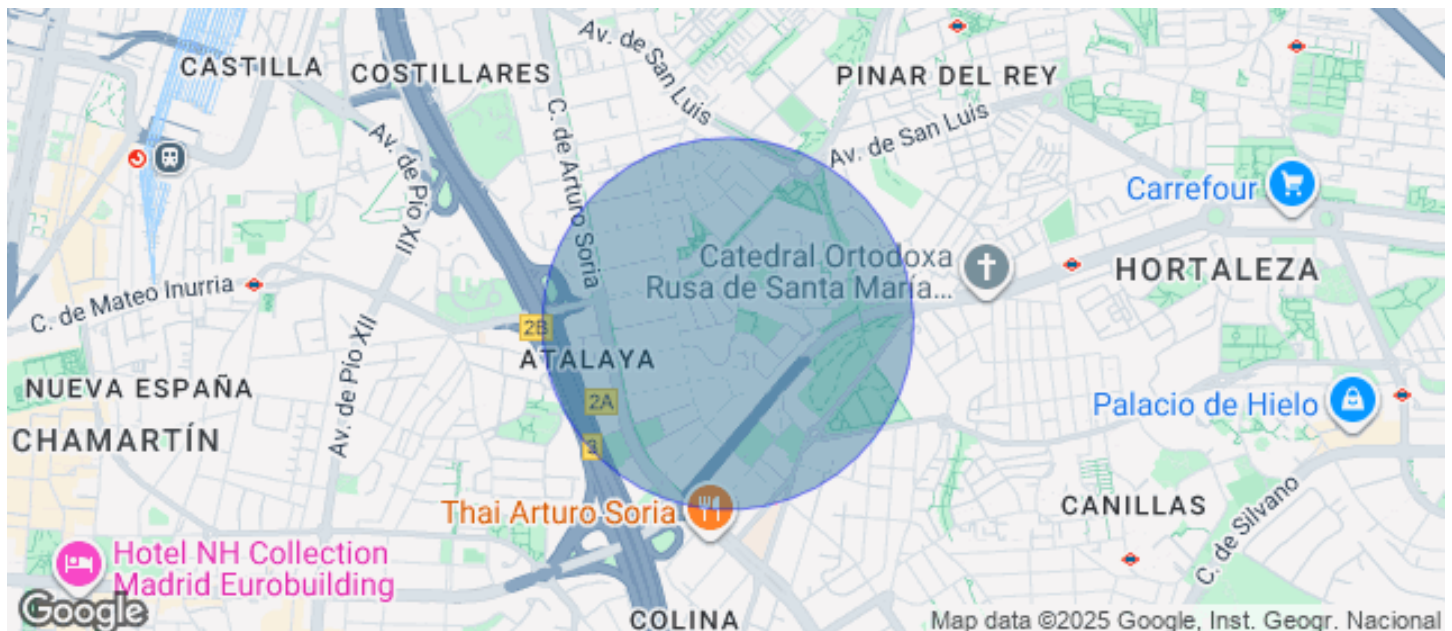 Av. de San Luis
CASTILLA
COSTILLARES
PINAR DEL REY
C. de Arturo Soria
Av. de Pío XII
Av. de San Luis
Carrefour
Catedral Ortodoxa
Rusa de Santa María...
HORTALEZA
C. de Mateo Inurria
2B
ATALAYA
NUEVA ESPAÑA
2A
Av. de Pío XII
Palacio de Hielo
CHAMARTÍN
3
Thai Arturo Soria
CANILLAS
C. de Silvano
Hotel NH Collection
Madrid Eurobuilding
Google
COLINA
Map data ©2025 Google, Inst. Geogr. Nacional